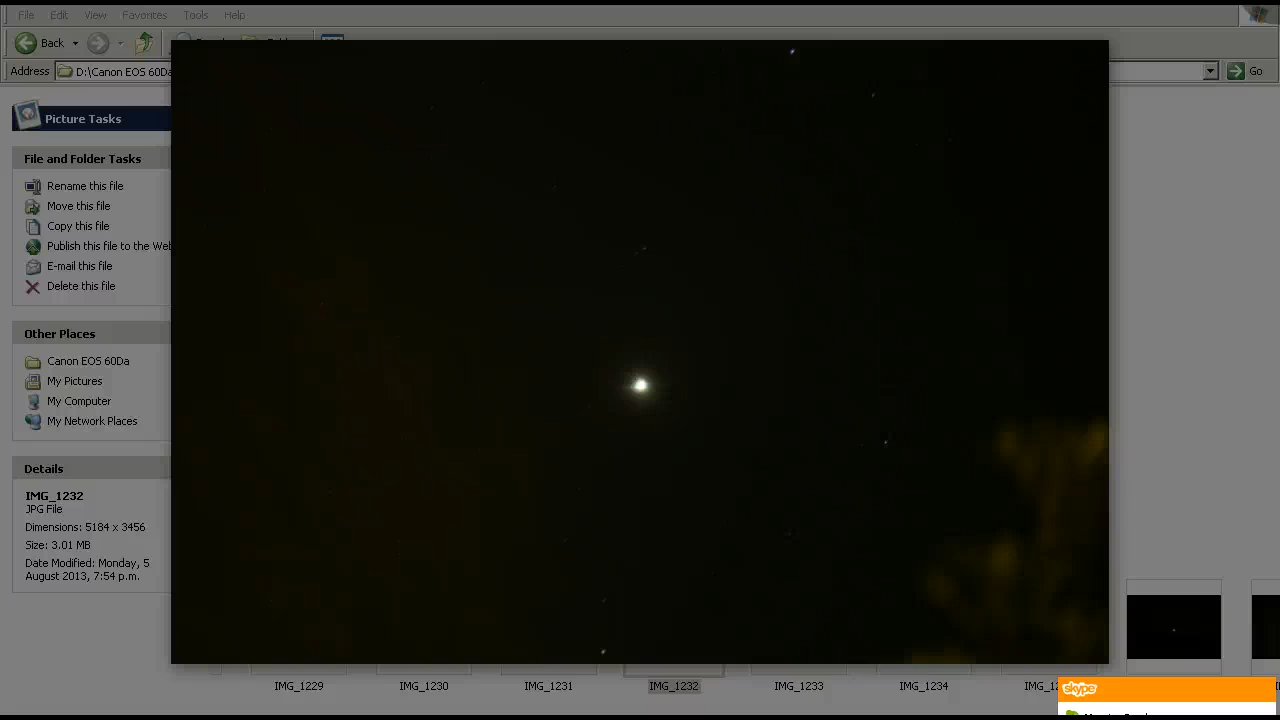 File Edit View Favorites Tools Help
Back
Address D:\Canon EOS 60Da Go
Picture Tasks
File and Folder Tasks
Rename this file
Move this file
Copy this file
Publish this file to the Web
E-mail this file
Delete this file
Other Places
Canon EOS 60Da
My Pictures
My Computer
My Network Places
Details
IMG_1232
JPG File
Dimensions: 5184 x 3456
Size: 3.01 MB
Date Modified: Monday, 5
August 2013, 7:54 p.m.
IMG_1229 IMG_1230 IMG_1231 IMG_1232 IMG_1233 IMG_1234
skype